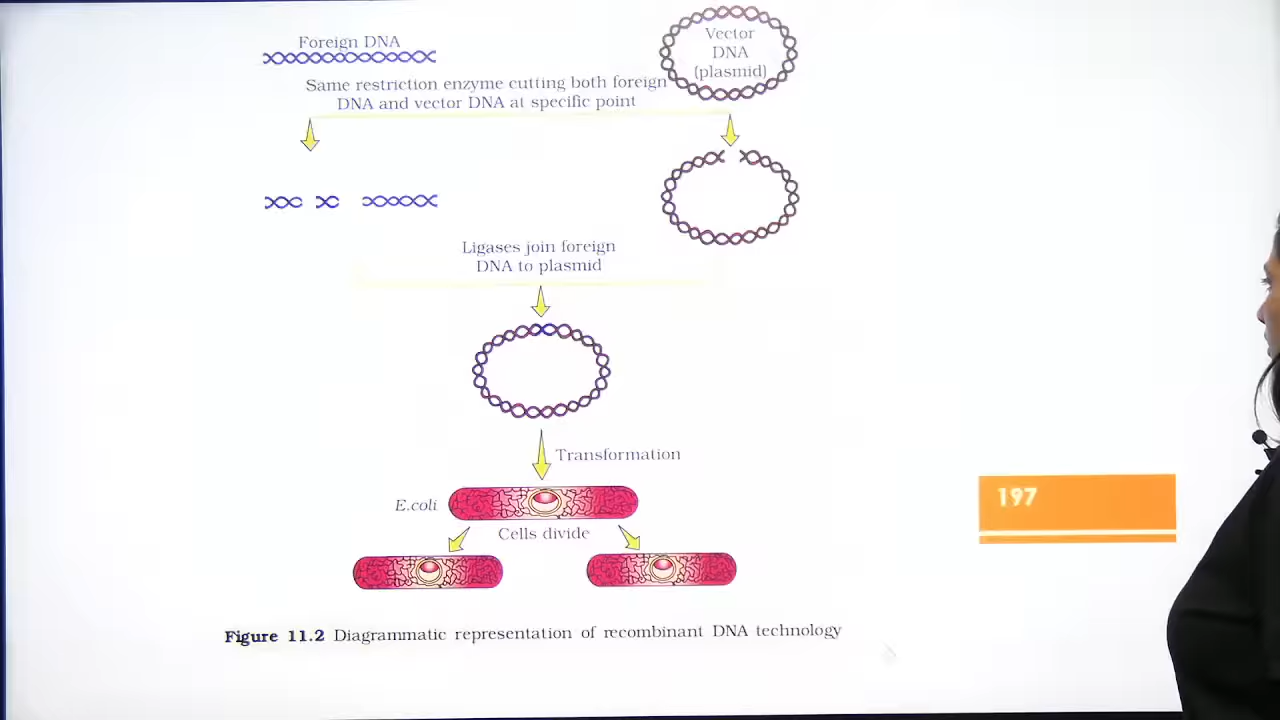 Foreign DNA
Vector
DNA
(plasmid)
Same restriction enzyme cutting both foreign
DNA and vector DNA at specific point
Ligases join foreign
DNA to plasmid
Transformation
E.coli
Cells divide
197
Figure 11.2 Diagrammatic representation of recombinant DNA technology